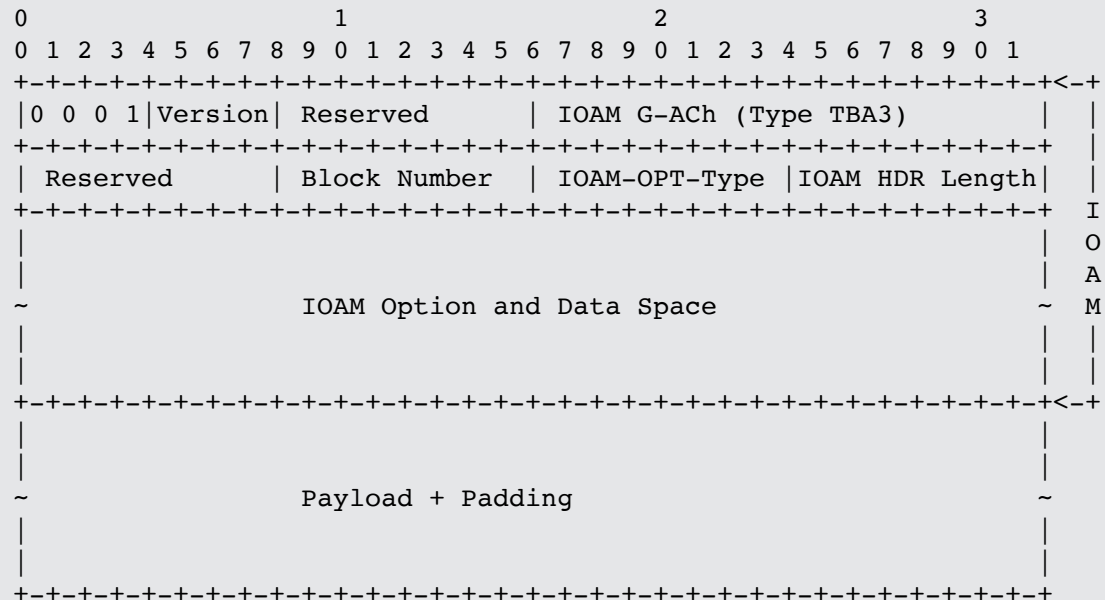 0                   1                   2                   3
0 1 2 3 4 5 6 7 8 9 0 1 2 3 4 5 6 7 8 9 0 1 2 3 4 5 6 7 8 9 0 1
+-+-+-+-+-+-+-+-+-+-+-+-+-+-+-+-+-+-+-+-+-+-+-+-+-+-+-+-+-+-+-+-+<-+
|0 0 0 1|Version| Reserved      | IOAM G-ACh (Type TBA3)        |  |
+-+-+-+-+-+-+-+-+-+-+-+-+-+-+-+-+-+-+-+-+-+-+-+-+-+-+-+-+-+-+-+-+  |
| Reserved      | Block Number  | IOAM-OPT-Type |IOAM HDR Length|  |
+-+-+-+-+-+-+-+-+-+-+-+-+-+-+-+-+-+-+-+-+-+-+-+-+-+-+-+-+-+-+-+-+  I
|                                                               |  O
|                                                               |  A
~                 IOAM Option and Data Space                    ~  M
|                                                               |  |
|                                                               |  |
+-+-+-+-+-+-+-+-+-+-+-+-+-+-+-+-+-+-+-+-+-+-+-+-+-+-+-+-+-+-+-+-+<-+
|                                                               |
|                                                               |
~                 Payload + Padding                             ~
|                                                               |
|                                                               |
+-+-+-+-+-+-+-+-+-+-+-+-+-+-+-+-+-+-+-+-+-+-+-+-+-+-+-+-+-+-+-+-+